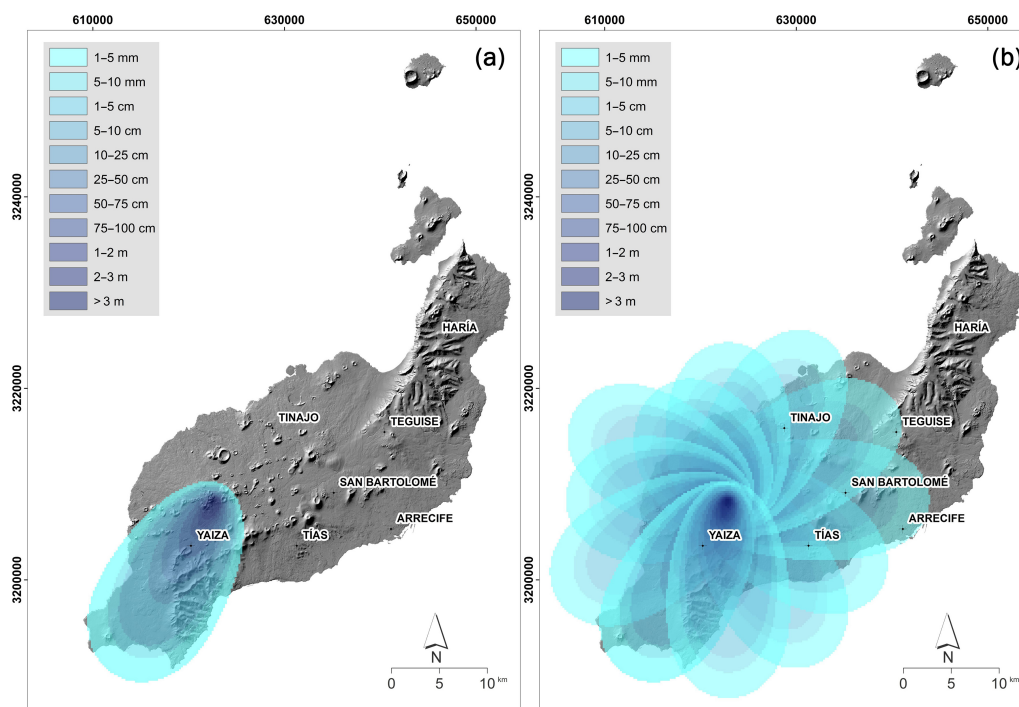 610000 630000 650000
(a)
1–5 mm
5–10 mm
1–5 cm
5–10 cm
10–25 cm
25–50 cm
50–75 cm
75–100 cm
1–2 m
2–3 m
> 3 m
3240000
3220000
3200000
HARÍA
TINAJO
TEGUISE
SAN BARTOLOMÉ
ARRECIFE
YAIZA
TÍAS
N
0 5 10 km
610000 630000 650000
(b)
1–5 mm
5–10 mm
1–5 cm
5–10 cm
10–25 cm
25–50 cm
50–75 cm
75–100 cm
1–2 m
2–3 m
> 3 m
3240000
3220000
3200000
HARÍA
TINAJO
TEGUISE
SAN BARTOLOMÉ
ARRECIFE
YAIZA
TÍAS
N
0 5 10 km